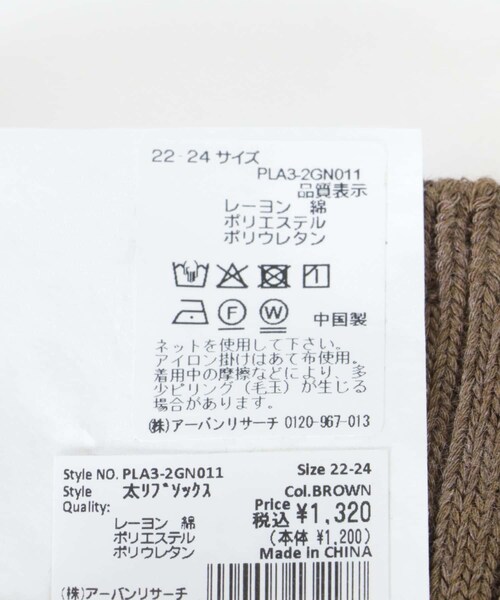 22-24 サイズ
PLA3-2GN011
品質表示
レーヨン 綿
ポリエステル
ポリウレタン
F W 中国製
ネットを使用して下さい。
アイロン掛けはあて布使用。
着用中の摩擦などにより、多
少ピリング（毛玉）が生じる
場合があります。
(株)アーバンリサーチ 0120-967-013
Style NO. PLA3-2GN011 Size 22-24
Style 太リブソックス Col.BROWN
Quality: Price
税込 ¥1,320
レーヨン 綿 (本体 ¥1,200)
ポリエステル Made in CHINA
ポリウレタン
(株)アーバンリサーチ